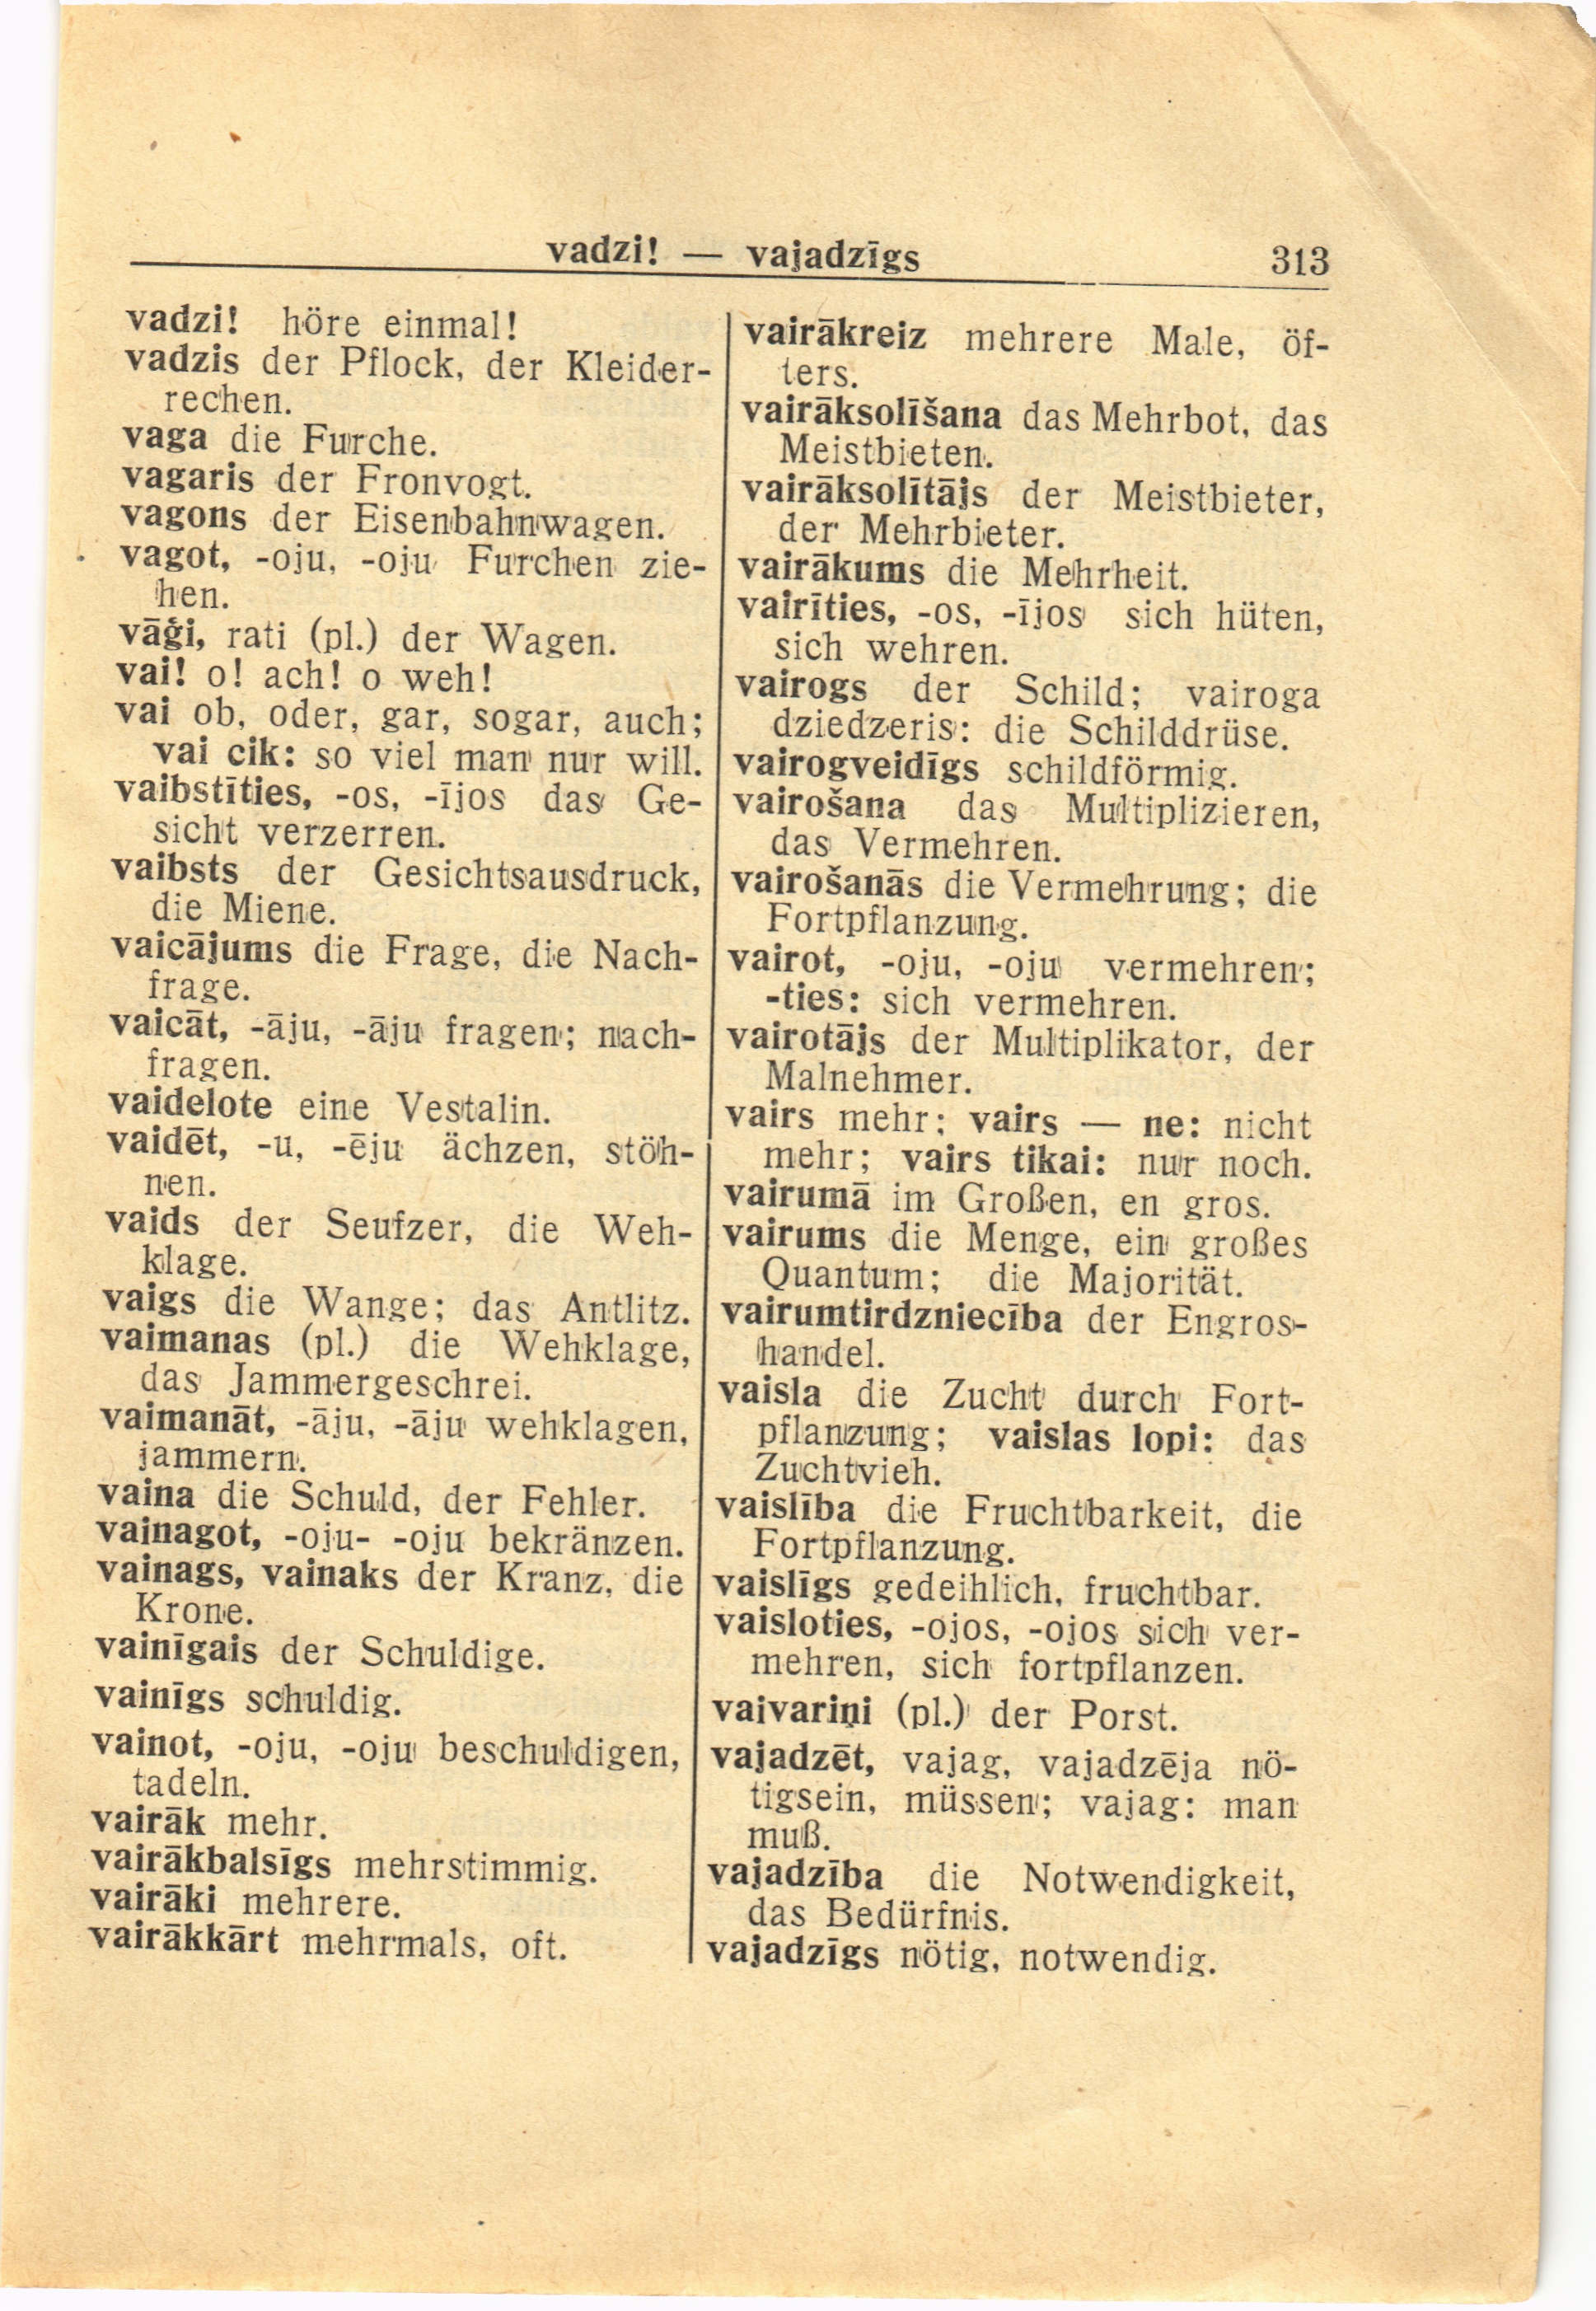 vadzi! — vajadzīgs 313
vadzi! höre einmal!
vadzis der Pflock, der Kleider-
rechen.
vaga die Furche.
vagaris der Fronvogt.
vagons der Eisenbahnwagen.
vagot, -oju, -oju Furchen zie-
hen.
vāģi, rati (pl.) der Wagen.
vai! o! ach! o weh!
vai ob, oder, gar, sogar, auch;
vai cik: so viel man nur will.
vaibstīties, -os, -ījos das Ge-
sicht verzerren.
vaibsts der Gesichtsausdruck,
die Miene.
vaicājums die Frage, die Nach-
frage.
vaicāt, -āju, -āju fragen; nach-
fragen.
vaidelote eine Vestalin.
vaidēt, -u, -ēju ächzen, stöh-
nen.
vaids der Seufzer, die Weh-
klage.
vaigs die Wange; das Antlitz.
vaimanas (pl.) die Wehklage,
das Jammergeschrei.
vaimanāt, -āju, -āju wehklagen,
jammern.
vaina die Schuld, der Fehler.
vainagot, -oju- -oju bekränzen.
vainags, vainaks der Kranz, die
Krone.
vainīgais der Schuldige.
vainīgs schuldig.
vainot, -oju, -oju beschuldigen,
tadeln.
vairāk mehr.
vairākbalsīgs mehrstimmig.
vairāki mehrere.
vairākkārt mehrmals, oft.
vairākreiz mehrere Male, öf-
ters.
vairāksolīšana das Mehrbot, das
Meistbieten.
vairāksolītājs der Meistbieter,
der Mehrbieter.
vairākums die Mehrheit.
vairīties, -os, -ījos sich hüten,
sich wehren.
vairogs der Schild; vairoga
dziedzeris: die Schilddrüse.
vairogveidīgs schildförmig.
vairošana das Multiplizieren,
das Vermehren.
vairošanās die Vermehrung; die
Fortpflanzung.
vairot, -oju, -oju vermehren;
-ties: sich vermehren.
vairotājs der Multiplikator, der
Malnehmer.
vairs mehr; vairs — ne: nicht
mehr; vairs tikai: nur noch.
vairumā im Großen, en gros.
vairums die Menge, ein großes
Quantum; die Majorität.
vairumtirdzniecība der Engros-
handel.
vaisla die Zucht durch Fort-
pflanzung; vaislas lopi: das
Zuchtvieh.
vaislība die Fruchtbarkeit, die
Fortpflanzung.
vaislīgs gedeihlich, fruchtbar.
vaisloties, -ojos, -ojos sich ver-
mehren, sich fortpflanzen.
vaivariņi (pl.) der Porst.
vajadzēt, vajag, vajadzēja nö-
tigsein, müssen; vajag: man
muß.
vajadzība die Notwendigkeit,
das Bedürfnis.
vajadzīgs nötig, notwendig.